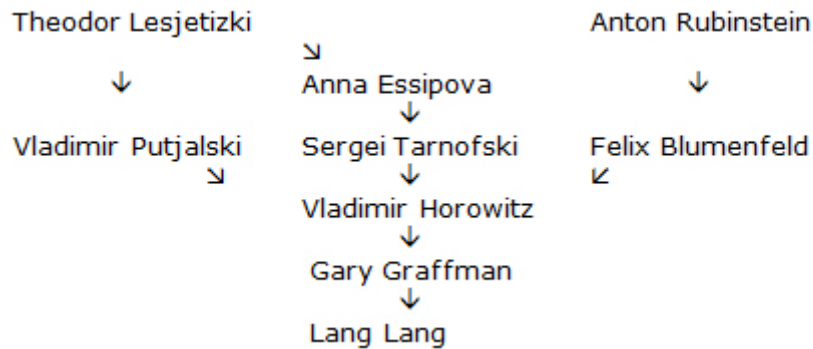 Theodor Lesjetizki Anton Rubinstein
Anna Essipova
Vladimir Putjalski Sergei Tarnofski Felix Blumenfeld
Vladimir Horowitz
Gary Graffman
Lang Lang